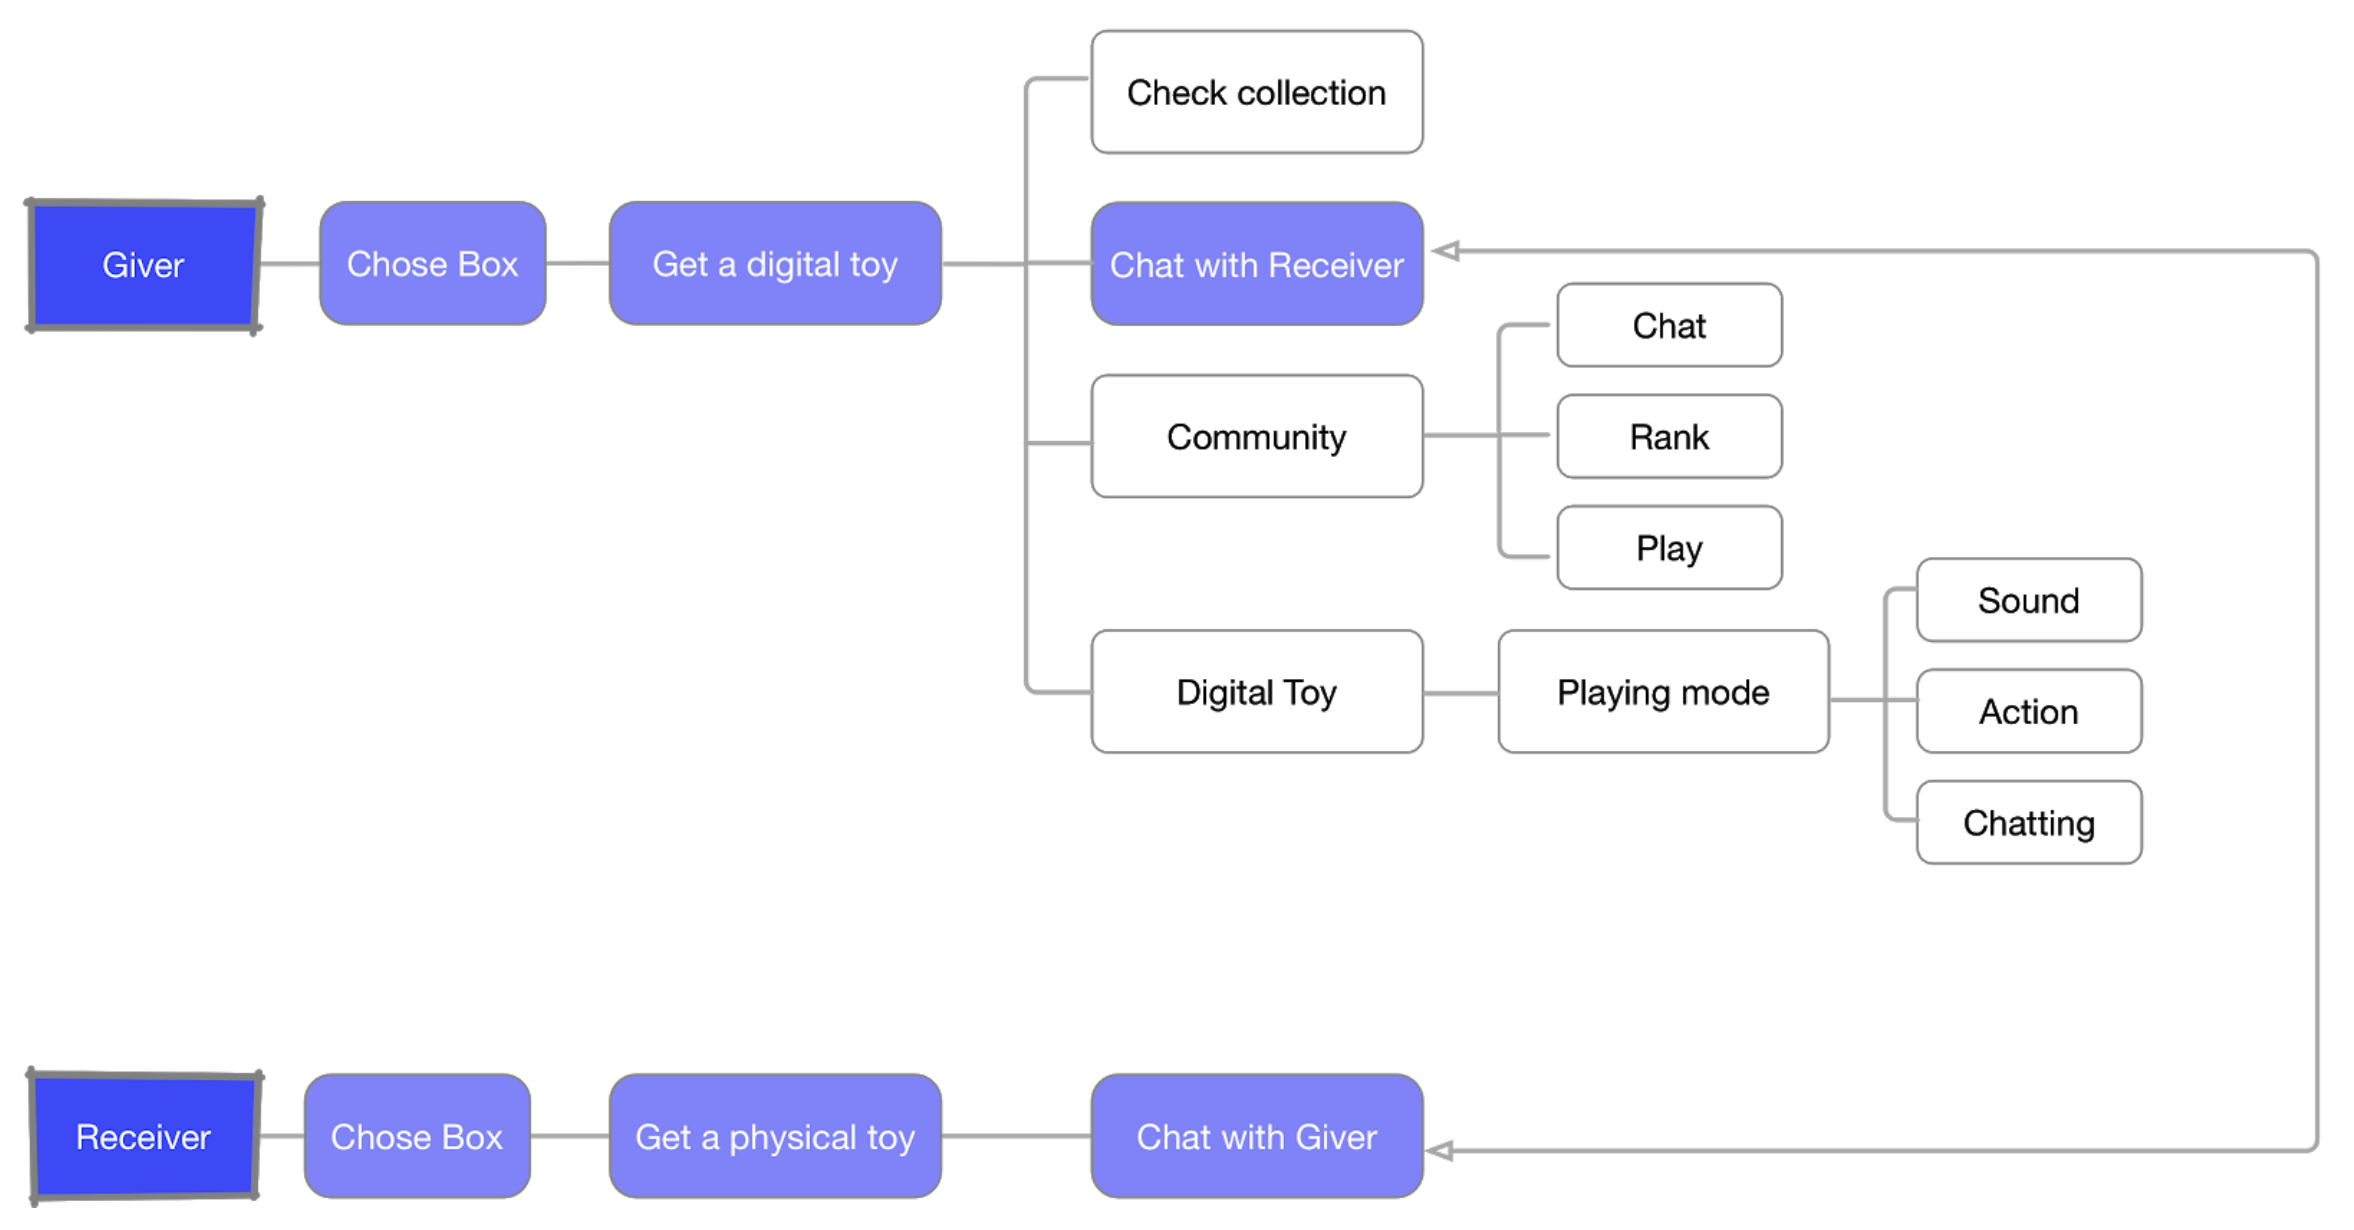 Check collection
Giver
Chose Box
Get a digital toy
Chat with Receiver
Chat
Community
Rank
Play
Sound
Digital Toy
Playing mode
Action
Chatting
Receiver
Chose Box
Get a physical toy
Chat with Giver